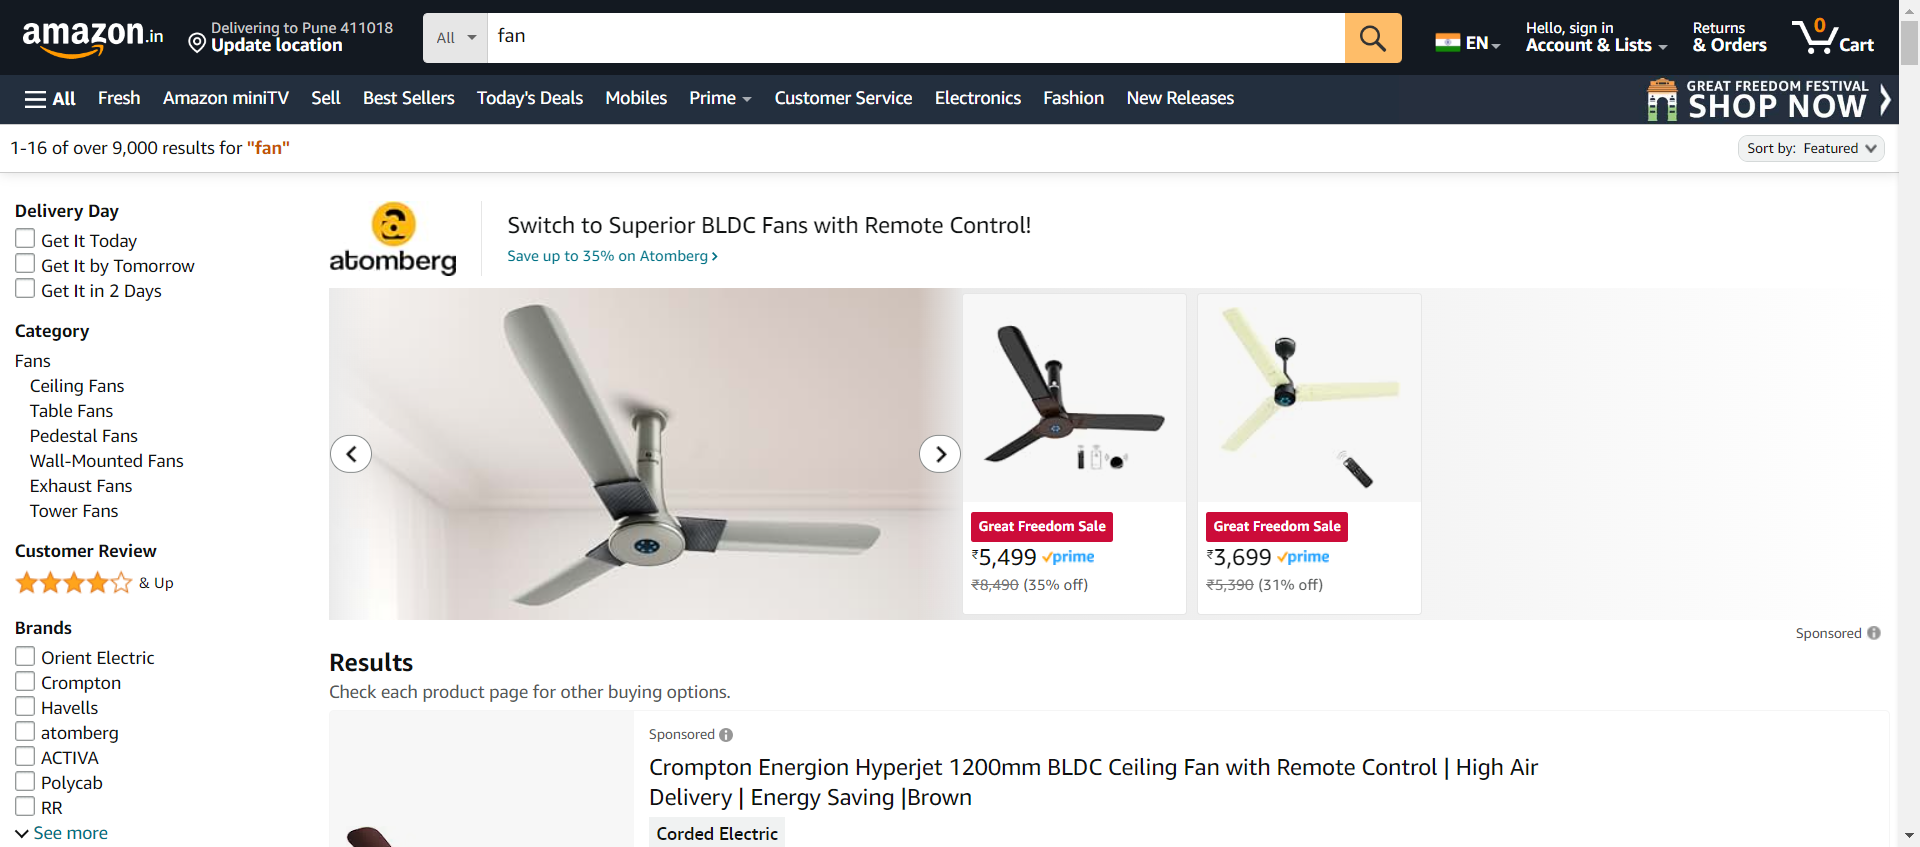 amazon.in
Delivering to Pune 411018
Update location
All
fan
EN
Hello, sign in
Account & Lists
Returns
& Orders
0
Cart
All
Fresh
Amazon miniTV
Sell
Best Sellers
Today's Deals
Mobiles
Prime
Customer Service
Electronics
Fashion
New Releases
GREAT FREEDOM FESTIVAL
SHOP NOW
1-16 of over 9,000 results for "fan"
Sort by: Featured
Delivery Day
Get It Today
Get It by Tomorrow
Get It in 2 Days
Category
Fans
Ceiling Fans
Table Fans
Pedestal Fans
Wall-Mounted Fans
Exhaust Fans
Tower Fans
Customer Review
& Up
Brands
Orient Electric
Crompton
Havells
atomberg
ACTIVA
Polycab
RR
See more
atomberg
Switch to Superior BLDC Fans with Remote Control!
Save up to 35% on Atomberg
Great Freedom Sale
₹5,499 prime
₹8,490 (35% off)
Great Freedom Sale
₹3,699 prime
₹5,390 (31% off)
Sponsored
Results
Check each product page for other buying options.
Sponsored
Crompton Energion Hyperjet 1200mm BLDC Ceiling Fan with Remote Control | High Air
Delivery | Energy Saving |Brown
Corded Electric